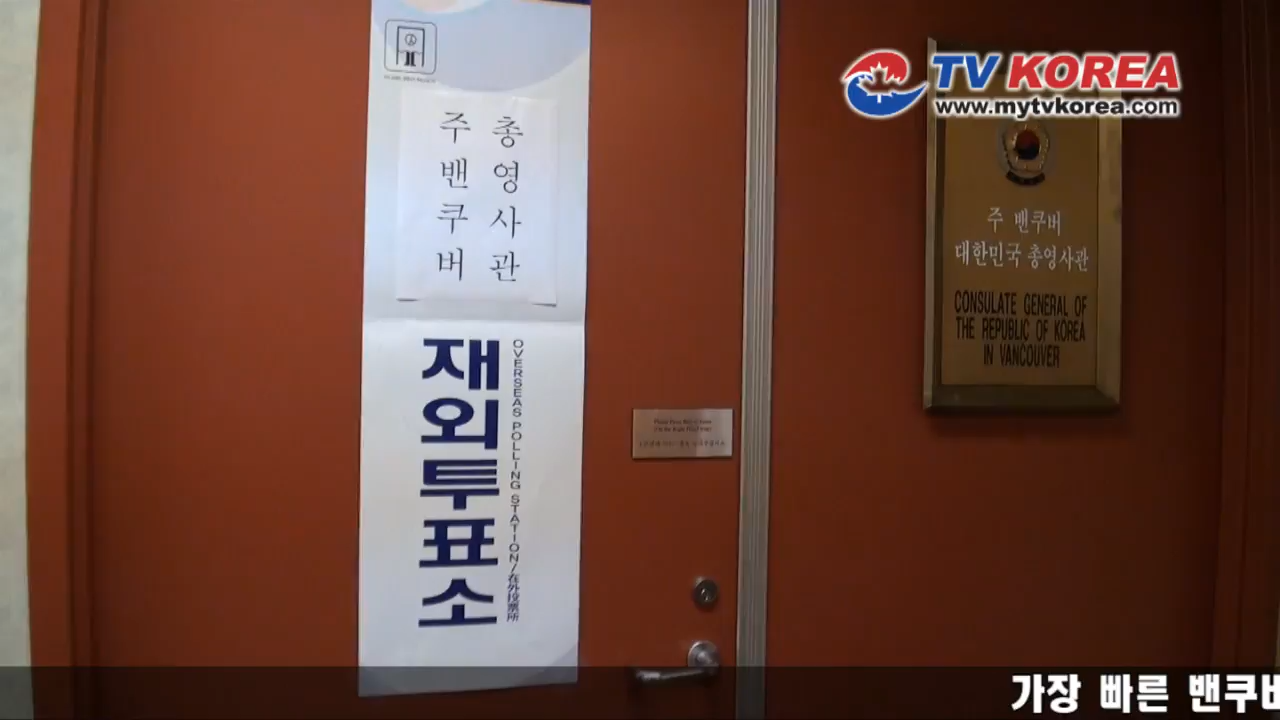 TV KOREA
www.mytvkorea.com
주밴쿠버
총영사관
재외투표소
OVERSEAS POLLING STATION/在外投票所
주 밴쿠버
대한민국 총영사관
CONSULATE GENERAL OF
THE REPUBLIC OF KOREA
IN VANCOUVER
가장 빠른 밴쿠버